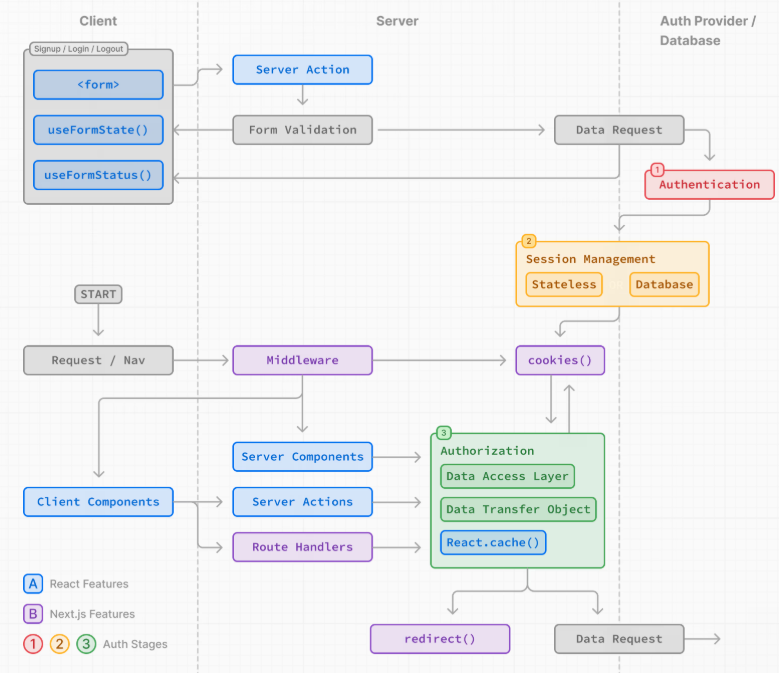 Client
Server
Auth Provider /
Database
Signup / Login / Logout
<form>
useFormState()
useFormStatus()
Server Action
Form Validation
Data Request
1
Authentication
2
Session Management
Stateless
Database
START
Request / Nav
Middleware
cookies()
3
Authorization
Data Access Layer
Data Transfer Object
React.cache()
Server Components
Client Components
Server Actions
Route Handlers
redirect()
Data Request
A React Features
B Next.js Features
1 2 3 Auth Stages